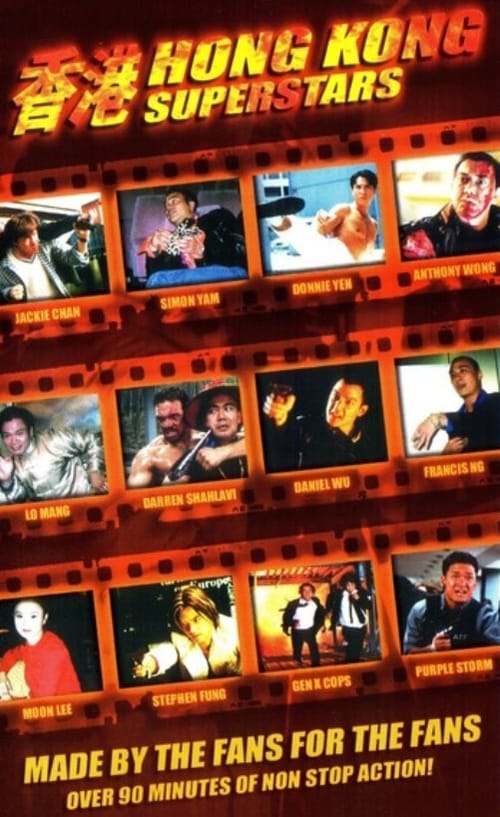 香港 HONG KONG
SUPERSTARS
JACKIE CHAN
SIMON YAM
DONNIE YEN
ANTHONY WONG
LO MANG
DARREN SHAHLAVI
DANIEL WU
FRANCIS NG
MOON LEE
STEPHEN FUNG
GEN X COPS
PURPLE STORM
MADE BY THE FANS FOR THE FANS
OVER 90 MINUTES OF NON STOP ACTION!